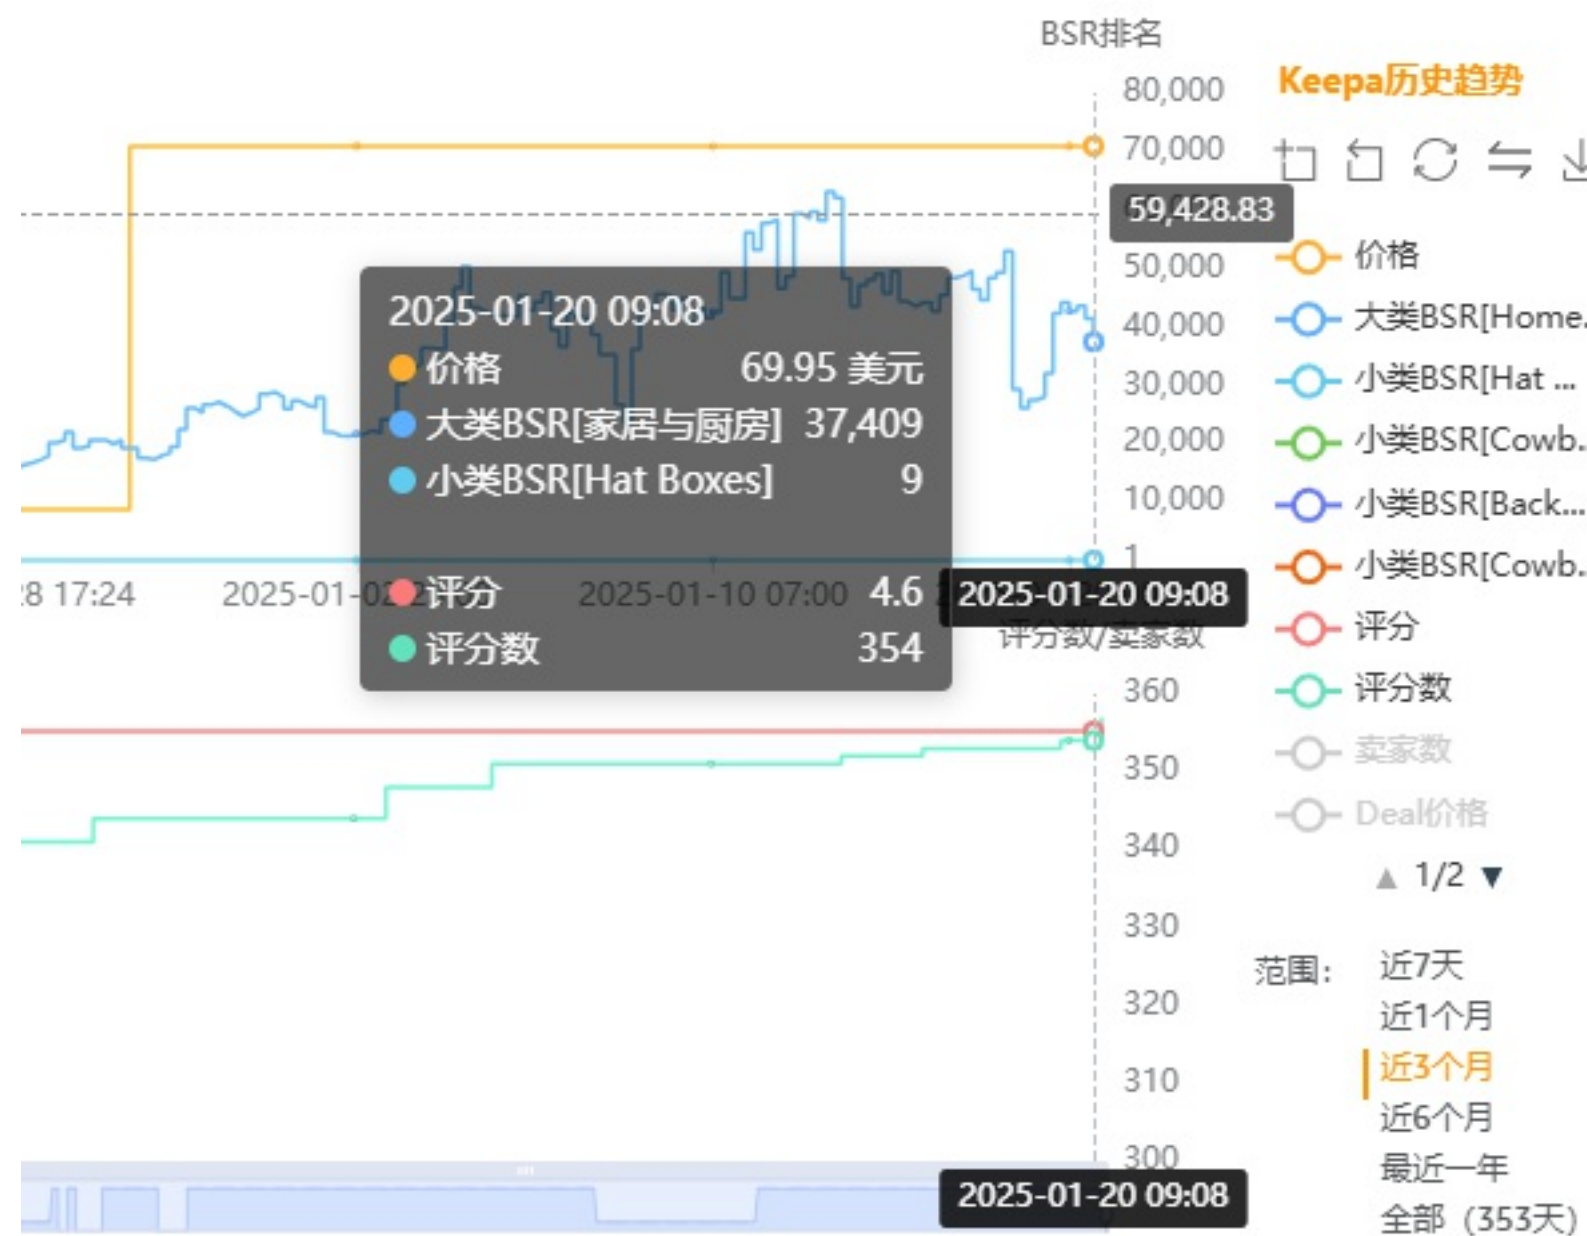 BSR排名
80,000
70,000
59,428.83
50,000
40,000
30,000
20,000
10,000
1
Keepa历史趋势
价格
大类BSR[Home.
小类BSR[Hat ...
小类BSR[Cowb.
小类BSR[Back...
小类BSR[Cowb.
评分
评分数
卖家数
Deal价格
▲ 1/2 ▼
2025-01-20 09:08
价格 69.95 美元
大类BSR[家居与厨房] 37,409
小类BSR[Hat Boxes] 9
评分 4.6
评分数 354
28 17:24
2025-01-02
2025-01-10 07:00
2025-01-20 09:08
评分数/卖家数
360
350
340
330
320
310
300
2025-01-20 09:08
范围：
近7天
近1个月
近3个月
近6个月
最近一年
全部（353天）